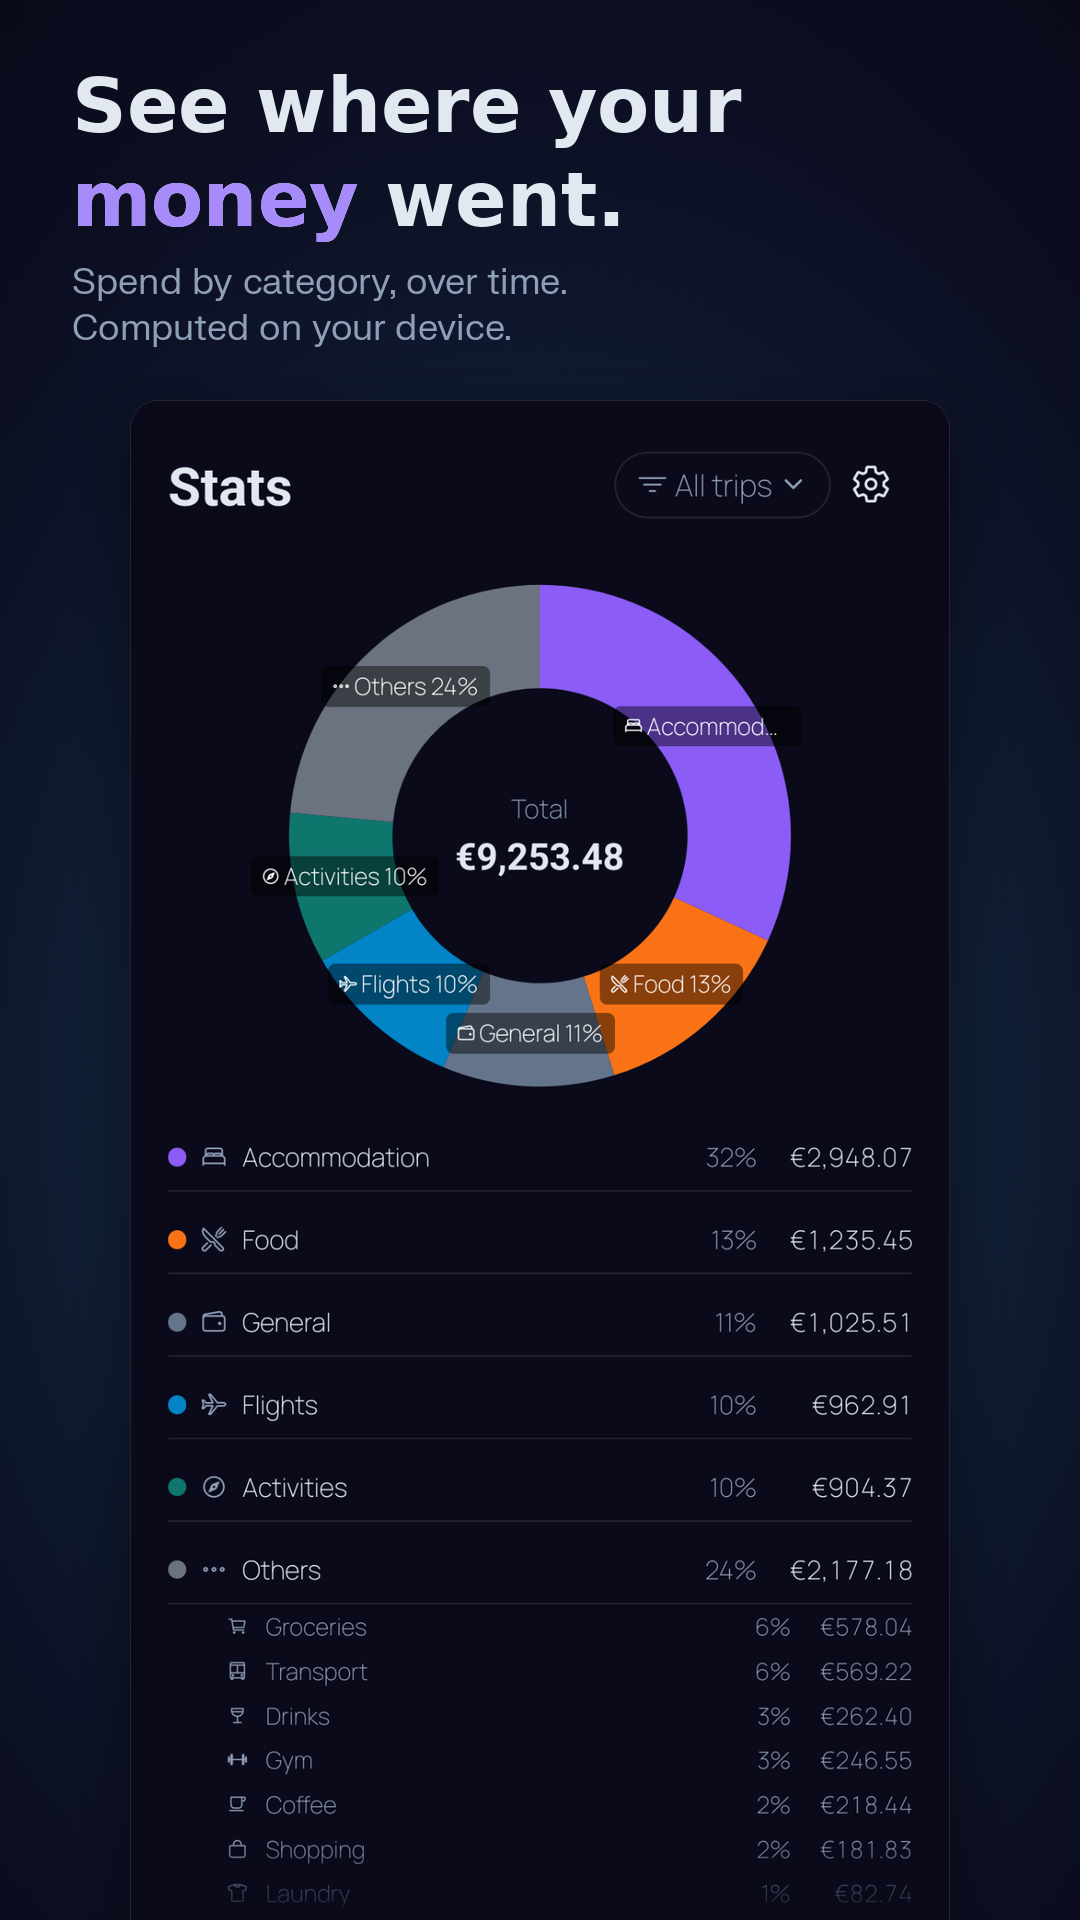 See where your
money went.
Spend by category, over time.
Computed on your device.
Stats
All trips
Others 24%
Accommod...
Total
€9,253.48
Activities 10%
Flights 10%
Food 13%
General 11%
Accommodation 32% €2,948.07
Food 13% €1,235.45
General 11% €1,025.51
Flights 10% €962.91
Activities 10% €904.37
Others 24% €2,177.18
Groceries 6% €578.04
Transport 6% €569.22
Drinks 3% €262.40
Gym 3% €246.55
Coffee 2% €218.44
Shopping 2% €181.83
Laundry 1% €82.74